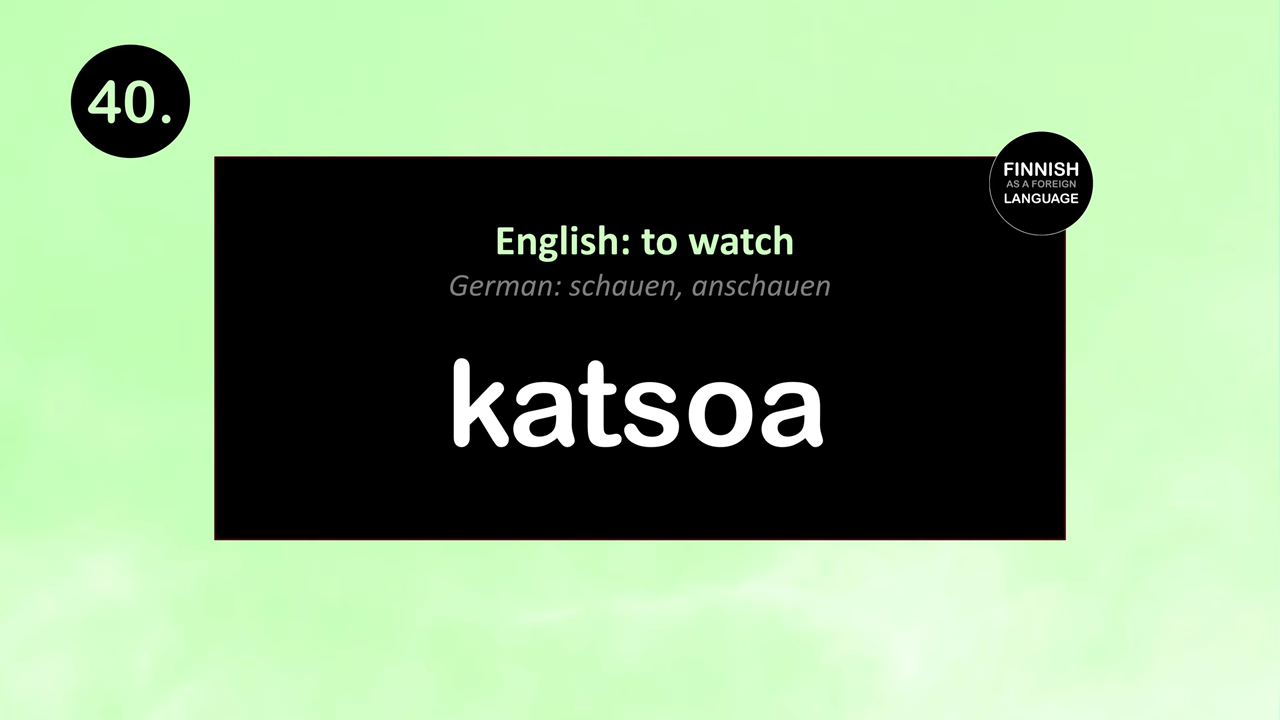 40.
FINNISH
AS A FOREIGN
LANGUAGE
English: to watch
German: schauen, anschauen
katsoa